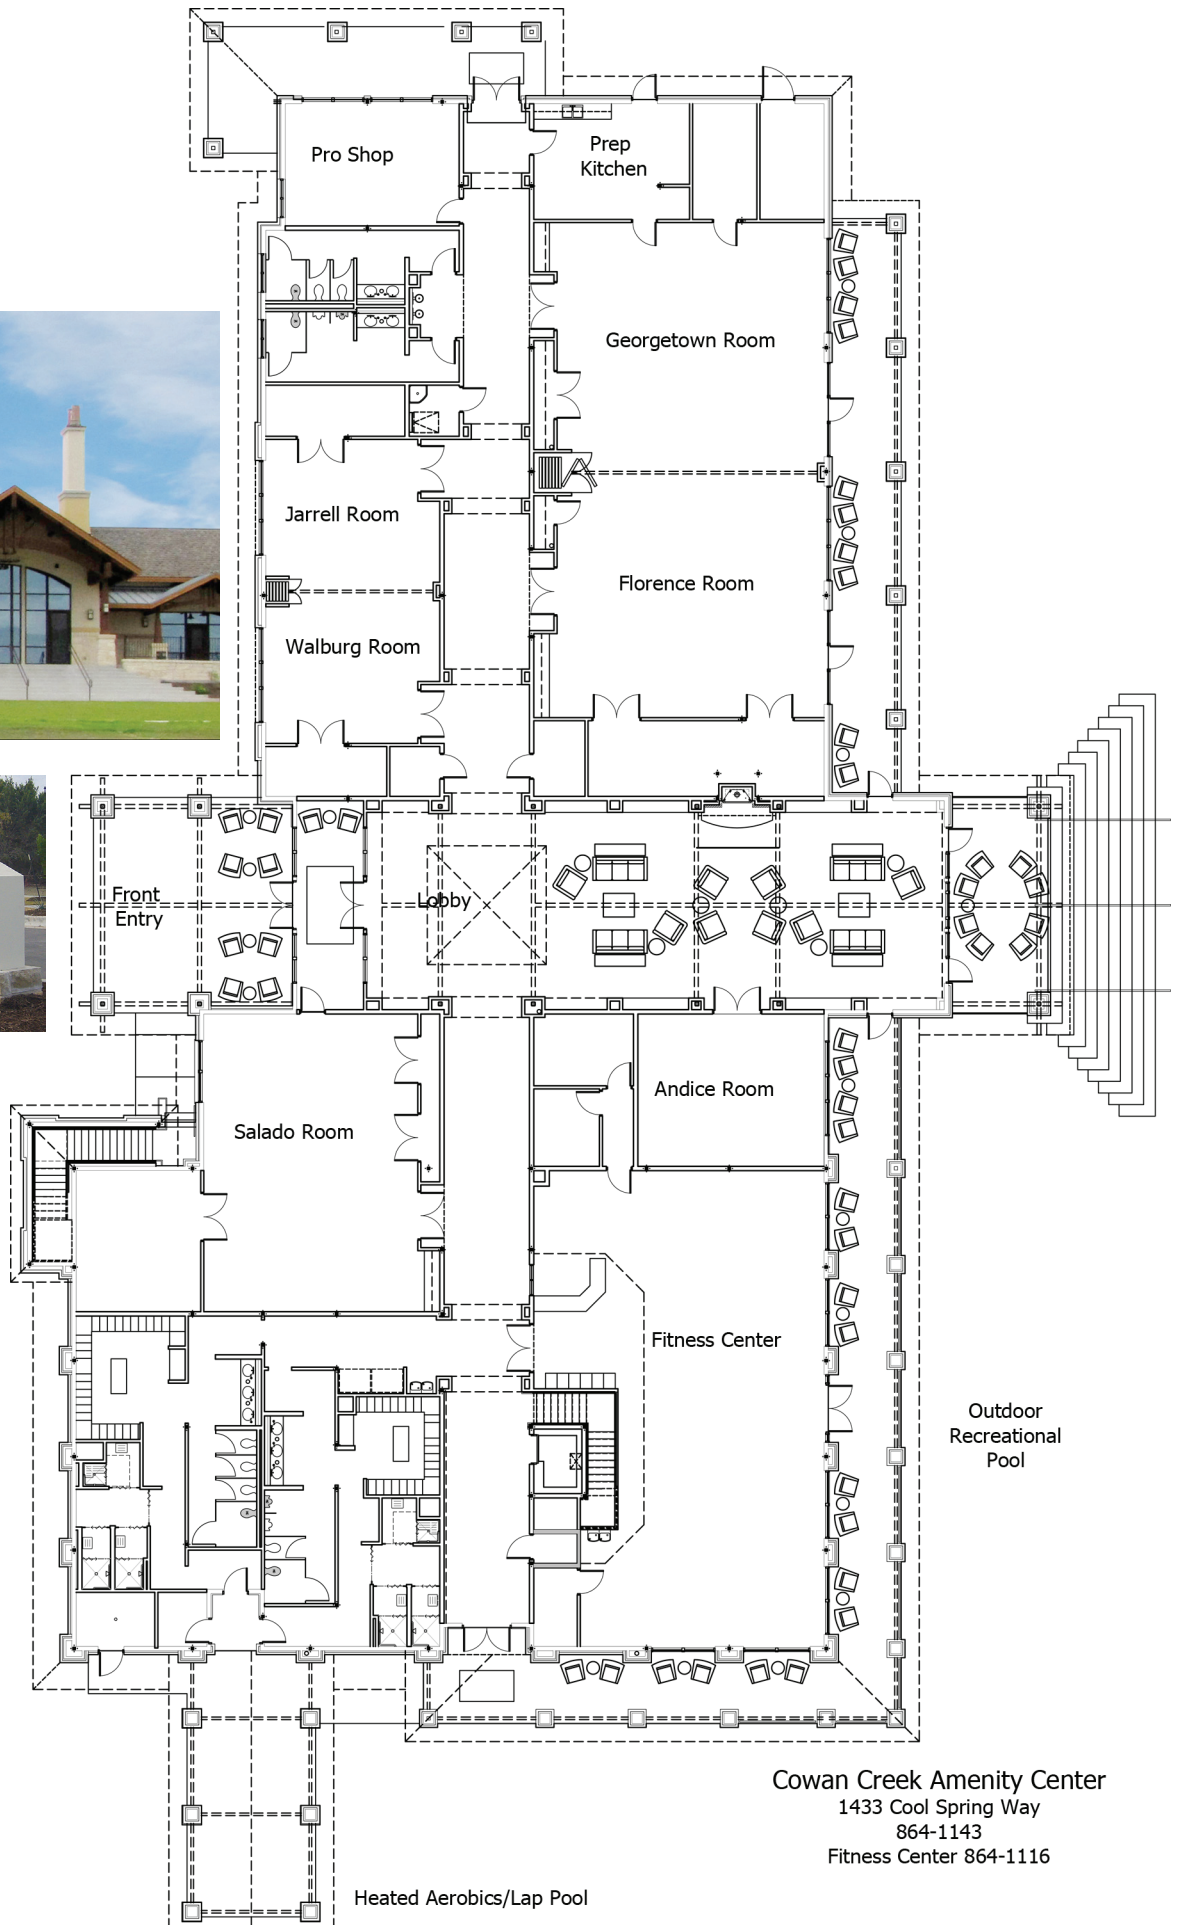 Pro Shop
Prep
Kitchen
Georgetown Room
Jarrell Room
Florence Room
Walburg Room
Front
Entry
Lobby
Andice Room
Salado Room
Fitness Center
Outdoor
Recreational
Pool
Cowan Creek Amenity Center
1433 Cool Spring Way
864-1143
Fitness Center 864-1116
Heated Aerobics/Lap Pool